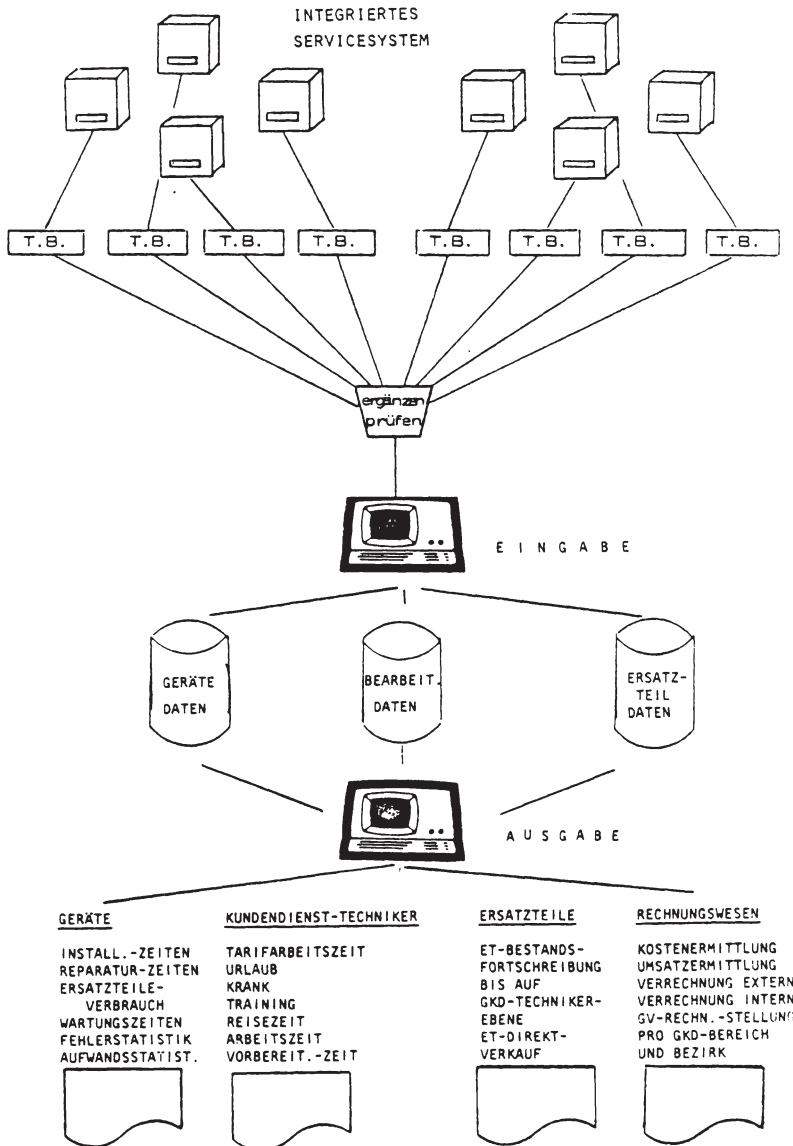 INTEGRIERTES
SERVICESYSTEM
T.B. T.B. T.B. T.B. T.B. T.B. T.B. T.B.
ergänzen
prüfen
EINGABE
GERÄTE
DATEN
BEARBEIT.
DATEN
ERSATZ-
TEIL
DATEN
AUSGABE
GERÄTE
INSTALL.-ZEITEN
REPARATUR-ZEITEN
ERSATZTEILE-
VERBRAUCH
WARTUNGSZEITEN
FEHLERSTATISTIK
AUFWANDSSTATIST.
KUNDENDIENST-TECHNIKER
TARIFARBEITSZEIT
URLAUB
KRANK
TRAINING
REISEZEIT
ARBEITSZEIT
VORBEREIT.-ZEIT
ERSATZTEILE
ET-BESTANDS-
FORTSCHREIBUNG
BIS AUF
GKD-TECHNIKER-
EBENE
ET-DIREKT-
VERKAUF
RECHNUNGSWESEN
KOSTENERMITTLUNG
UMSATZERMITTLUNG
VERRECHNUNG EXTERN
VERRECHNUNG INTERN
GV-RECHN.-STELLUNG
PRO GKD-BEREICH
UND BEZIRK